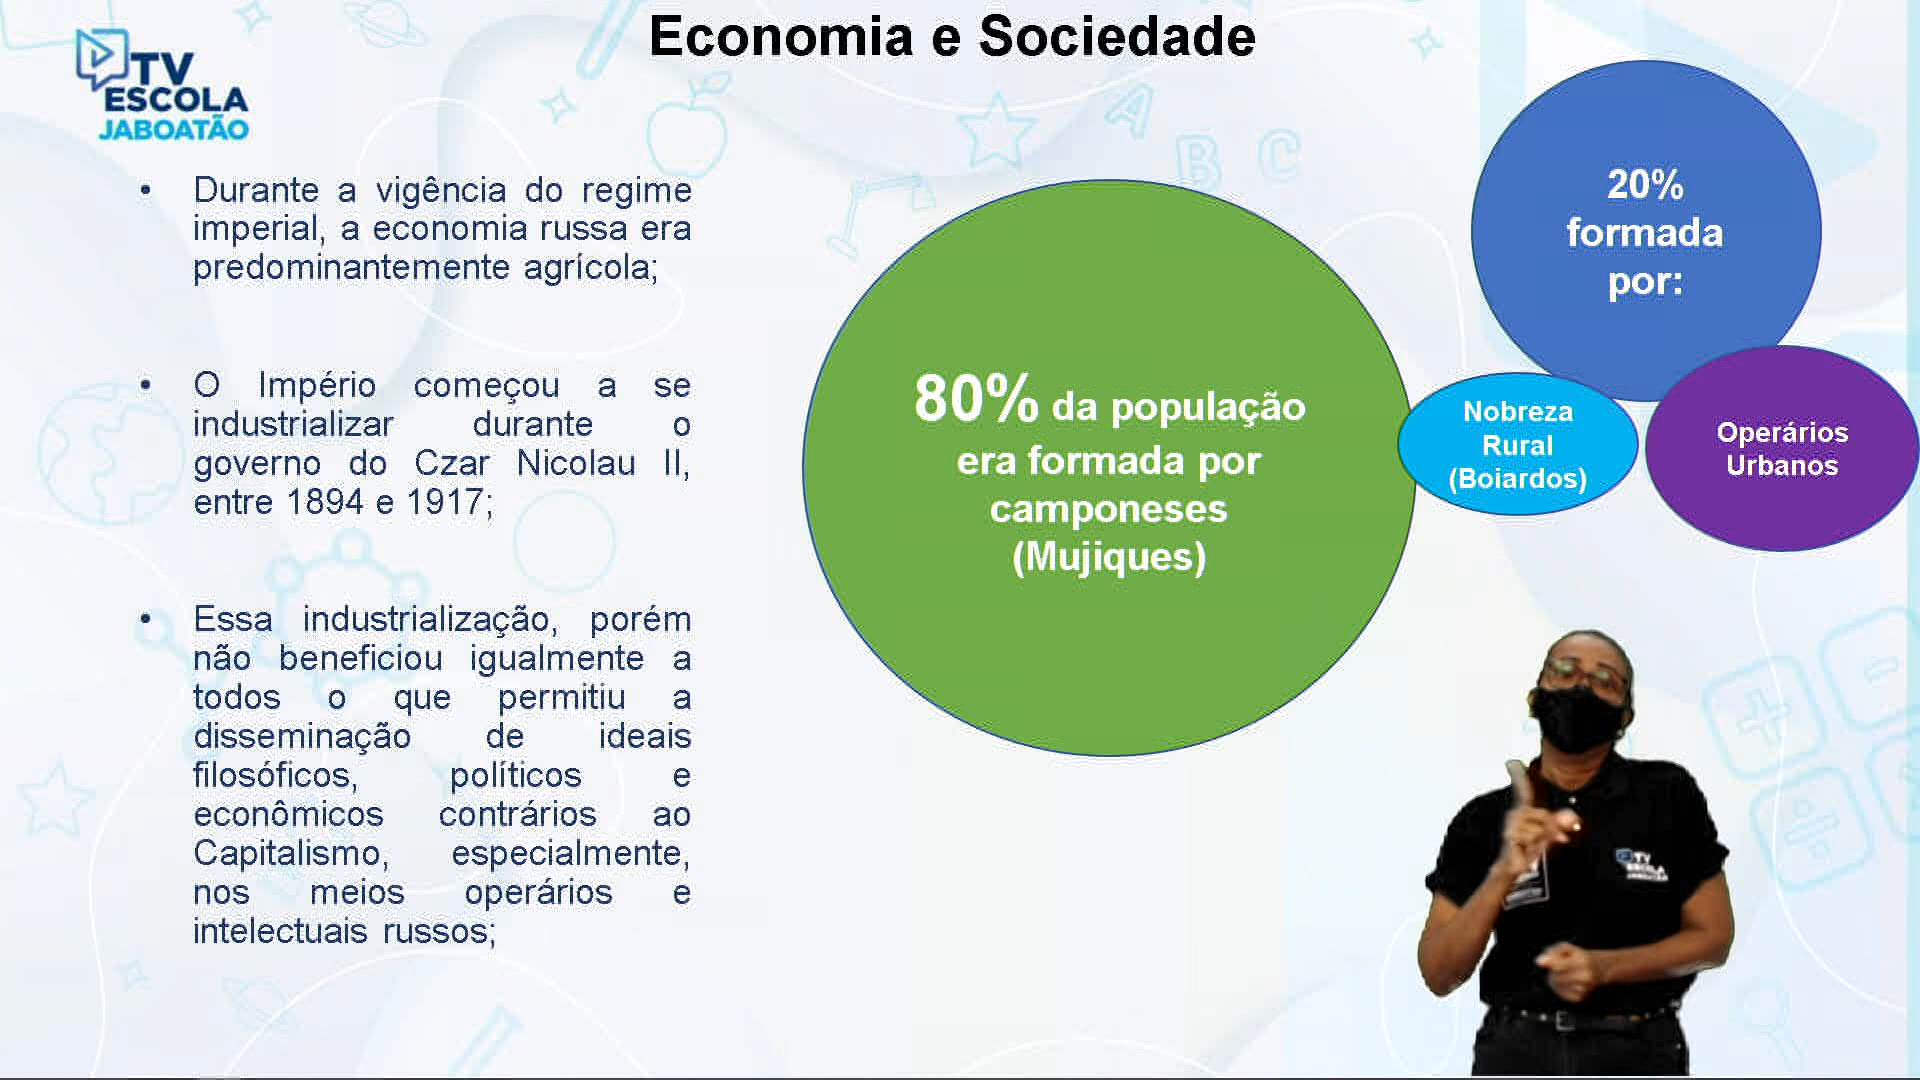 Economia e Sociedade
TV
ESCOLA
JABOATÃO
• Durante a vigência do regime
imperial, a economia russa era
predominantemente agrícola;
• O Império começou a se
industrializar durante o
governo do Czar Nicolau II,
entre 1894 e 1917;
• Essa industrialização, porém
não beneficiou igualmente a
todos o que permitiu a
disseminação de ideais
filosóficos, políticos e
econômicos contrários ao
Capitalismo, especialmente,
nos meios operários e
intelectuais russos;
80% da população
era formada por
camponeses
(Mujiques)
20%
formada
por:
Nobreza
Rural
(Boiardos)
Operários
Urbanos
A
B
C
TV
ESCOLA
JABOATÃO